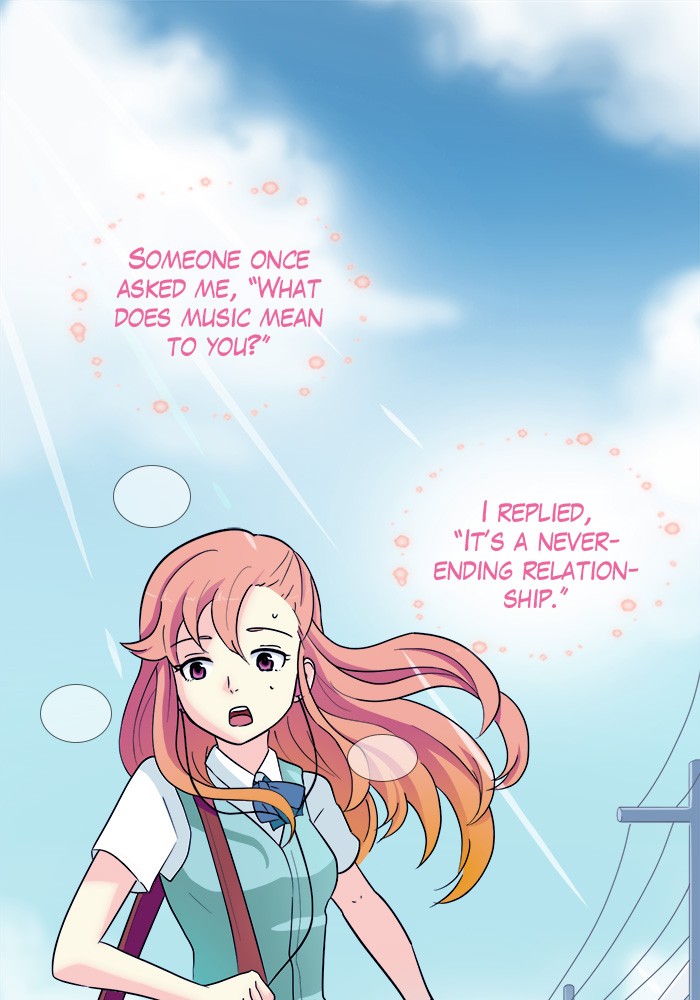 SOMEONE ONCE
ASKED ME, "WHAT
DOES MUSIC MEAN
TO YOU?"
I REPLIED,
"IT'S A NEVER-
ENDING RELATION-
SHIP."